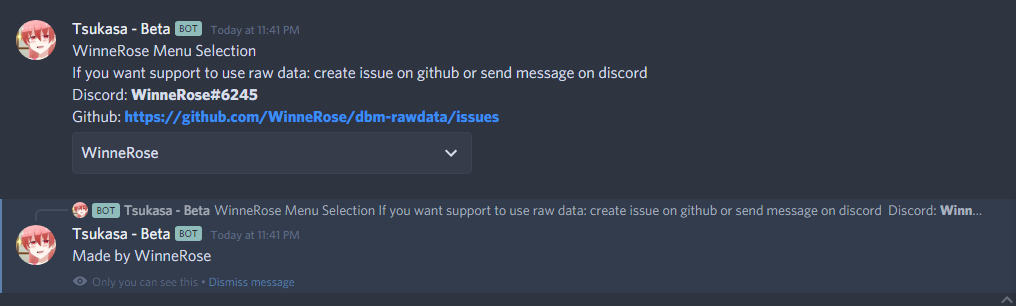 Tsukasa - Beta BOT Today at 11:41 PM
WinneRose Menu Selection
If you want support to use raw data: create issue on github or send message on discord
Discord: WinneRose#6245
Github: https://github.com/WinneRose/dbm-rawdata/issues
WinneRose
BOT Tsukasa - Beta WinneRose Menu Selection If you want support to use raw data: create issue on github or send message on discord Discord: Winn...
Tsukasa - Beta BOT Today at 11:41 PM
Made by WinneRose
Only you can see this • Dismiss message